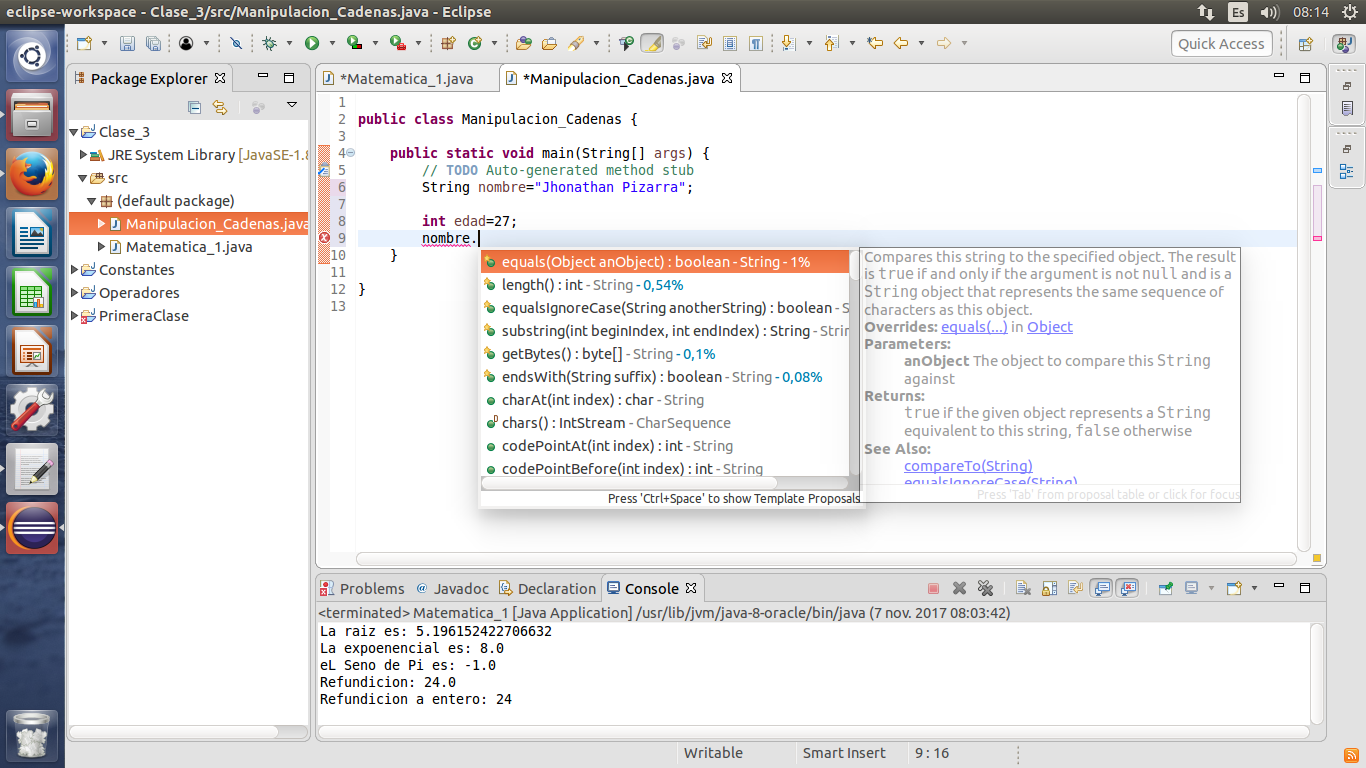 eclipse-workspace - Clase_3/src/Manipulacion_Cadenas.java - Eclipse
Es
08:14
Quick Access
Package Explorer
*Matematica_1.java
*Manipulacion_Cadenas.java
Clase_3
JRE System Library [JavaSE-1.8
src
(default package)
Manipulacion_Cadenas.java
Matematica_1.java
Constantes
Operadores
PrimeraClase
1
2 public class Manipulacion_Cadenas {
3
4 public static void main(String[] args) {
5 // TODO Auto-generated method stub
6 String nombre="Jhonathan Pizarra";
7
8 int edad=27;
9 nombre.
10 }
11
12 }
13
equals(Object anObject) : boolean - String - 1%
length() : int - String - 0,54%
equalsIgnoreCase(String anotherString) : boolean - S
substring(int beginIndex, int endIndex) : String - Strir
getBytes() : byte[] - String - 0,1%
endsWith(String suffix) : boolean - String - 0,08%
charAt(int index) : char - String
chars() : IntStream - CharSequence
codePointAt(int index) : int - String
codePointBefore(int index) : int - String
Press 'Ctrl+Space' to show Template Proposals
Compares this string to the specified object. The result
is true if and only if the argument is not null and is a
String object that represents the same sequence of
characters as this object.
Overrides: equals(...) in Object
Parameters:
anObject The object to compare this String
against
Returns:
true if the given object represents a String
equivalent to this string, false otherwise
See Also:
compareTo(String)
equalsIgnoreCase(String)
Press 'Tab' from proposal table or click for focus
Problems
@ Javadoc
Declaration
Console
<terminated> Matematica_1 [Java Application] /usr/lib/jvm/java-8-oracle/bin/java (7 nov. 2017 08:03:42)
La raiz es: 5.196152422706632
La expoenencial es: 8.0
eL Seno de Pi es: -1.0
Refundicion: 24.0
Refundicion a entero: 24
Writable
Smart Insert
9 : 16